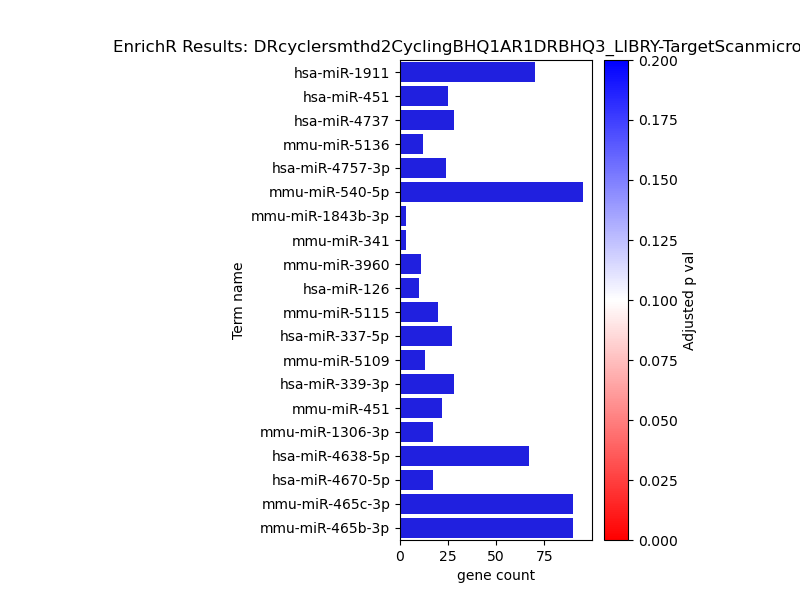 EnrichR Results: DRcyclersmthd2CyclingBHQ1AR1DRBHQ3_LIBRY-TargetScanmicro
hsa-miR-1911
hsa-miR-451
hsa-miR-4737
mmu-miR-5136
hsa-miR-4757-3p
mmu-miR-540-5p
mmu-miR-1843b-3p
mmu-miR-341
mmu-miR-3960
hsa-miR-126
mmu-miR-5115
hsa-miR-337-5p
mmu-miR-5109
hsa-miR-339-3p
mmu-miR-451
mmu-miR-1306-3p
hsa-miR-4638-5p
hsa-miR-4670-5p
mmu-miR-465c-3p
mmu-miR-465b-3p
Term name
0 25 50 75
gene count
0.200
0.175
0.150
0.125
0.100
0.075
0.050
0.025
0.000
Adjusted p val